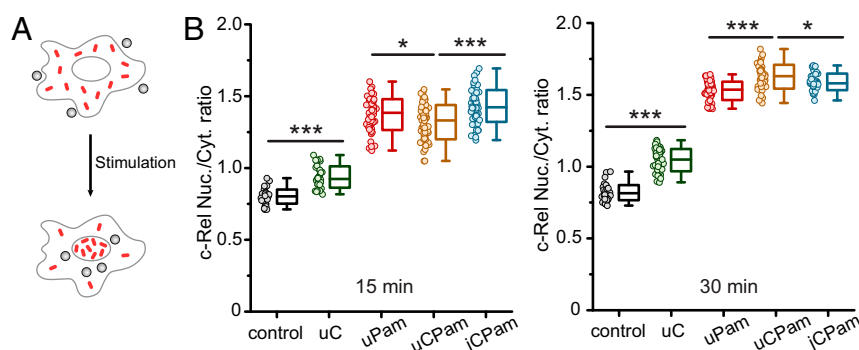 A
Stimulation
B
c-Rel Nuc./Cyt. ratio
2.0
1.5
1.0
0.5
0
***
*
***
15 min
control
uC
uPam
uCPam
jCPam
c-Rel Nuc./Cyt. ratio
2.0
1.5
1.0
0.5
0
***
***
*
30 min
control
uC
uPam
uCPam
jCPam